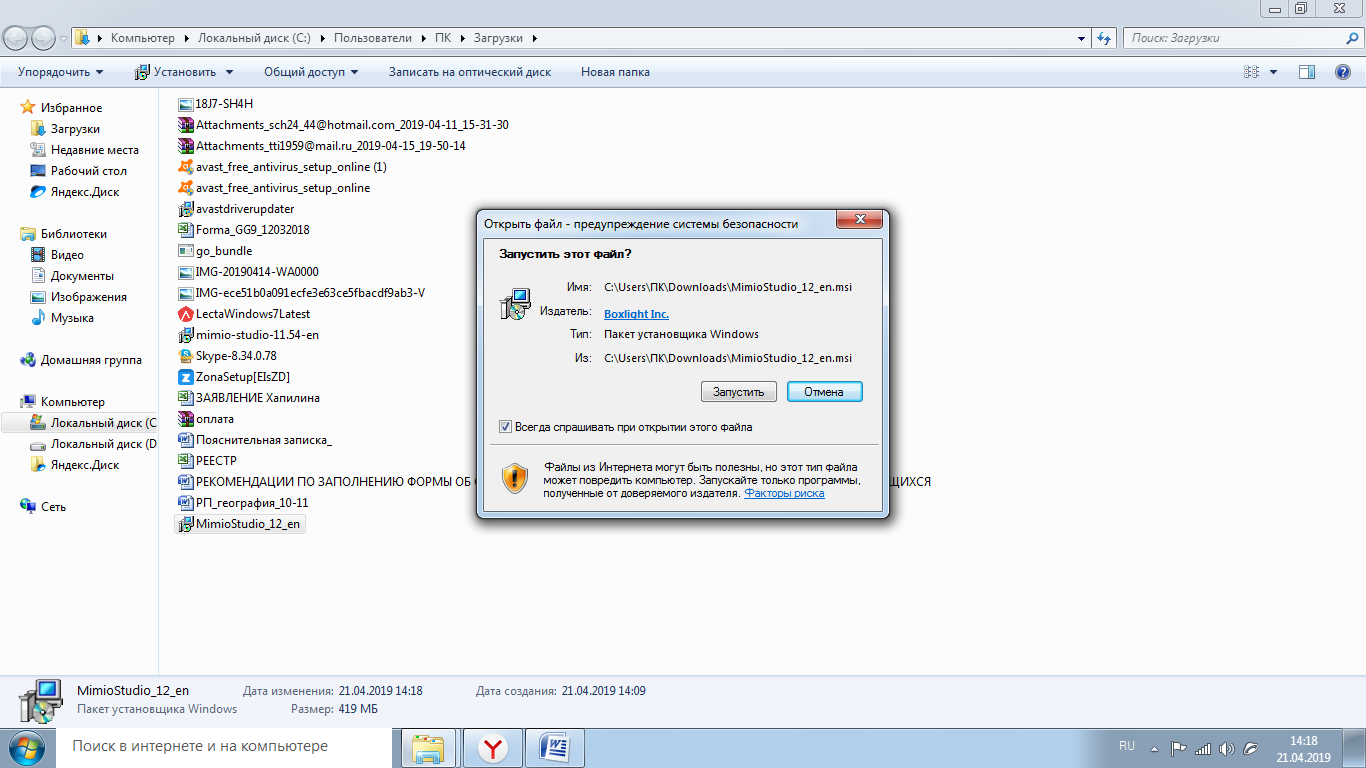 Компьютер
Локальный диск (C:)
Пользователи
ПК
Загрузки
Поиск: Загрузки
Упорядочить
Установить
Общий доступ
Записать на оптический диск
Новая папка
Избранное
Загрузки
Недавние места
Рабочий стол
Яндекс.Диск
Библиотеки
Видео
Документы
Изображения
Музыка
Домашняя группа
Компьютер
Локальный диск (C
Локальный диск (D
Яндекс.Диск
Сеть
18J7-SH4H
Attachments_sch24_44@hotmail.com_2019-04-11_15-31-30
Attachments_tti1959@mail.ru_2019-04-15_19-50-14
avast_free_antivirus_setup_online (1)
avast_free_antivirus_setup_online
avastdriverupdater
Forma_GG9_12032018
go_bundle
IMG-20190414-WA0000
IMG-ece51b0a091ecfe3e63ce5fbacdf9ab3-V
LectaWindows7Latest
mimio-studio-11.54-en
Skype-8.34.0.78
ZonaSetup[EIsZD]
ЗАЯВЛЕНИЕ Хапилина
оплата
Пояснительная записка_
РЕЕСТР
РЕКОМЕНДАЦИИ ПО ЗАПОЛНЕНИЮ ФОРМЫ ОБ
ЩИХСЯ
РП_география_10-11
MimioStudio_12_en
Открыть файл - предупреждение системы безопасности
Запустить этот файл?
Имя: C:\Users\ПК\Downloads\MimioStudio_12_en.msi
Издатель: Boxlight Inc.
Тип: Пакет установщика Windows
Из: C:\Users\ПК\Downloads\MimioStudio_12_en.msi
Запустить
Отмена
Всегда спрашивать при открытии этого файла
Файлы из Интернета могут быть полезны, но этот тип файла
может повредить компьютер. Запускайте только программы,
полученные от доверяемого издателя. Факторы риска
MimioStudio_12_en
Дата изменения: 21.04.2019 14:18
Дата создания: 21.04.2019 14:09
Пакет установщика Windows
Размер: 419 МБ
Поиск в интернете и на компьютере
RU
14:18
21.04.2019